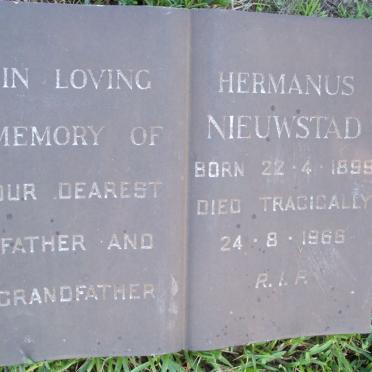 IN LOVING
MEMORY OF
OUR DEAREST
FATHER AND
GRANDFATHER
HERMANUS
NIEUWSTAD
BORN 22·4·1899
DIED TRAGICALLY
24·8·1965
R.I.P.